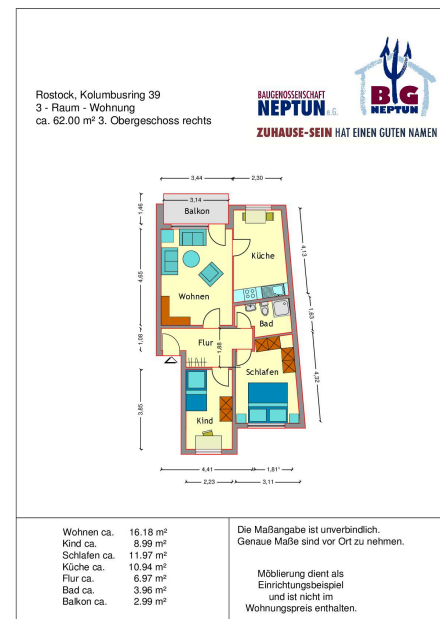 Rostock, Kolumbusring 39
3 - Raum - Wohnung
ca. 62.00 m² 3. Obergeschoss rechts
BAUGENOSSENSCHAFT
NEPTUN e.G.
BG
NEPTUN
ZUHAUSE-SEIN HAT EINEN GUTEN NAMEN
3,44
2,30
3,14
1,46
Balkon
4,13
Küche
4,65
Wohnen
1,63
Bad
1,08
Flur
1,88
Schlafen
4,32
3,85
Kind
4,41
1,81⁵
2,23
3,11
Wohnen ca. 16.18 m²
Kind ca. 8.99 m²
Schlafen ca. 11.97 m²
Küche ca. 10.94 m²
Flur ca. 6.97 m²
Bad ca. 3.96 m²
Balkon ca. 2.99 m²
Die Maßangabe ist unverbindlich.
Genaue Maße sind vor Ort zu nehmen.
Möblierung dient als
Einrichtungsbeispiel
und ist nicht im
Wohnungspreis enthalten.